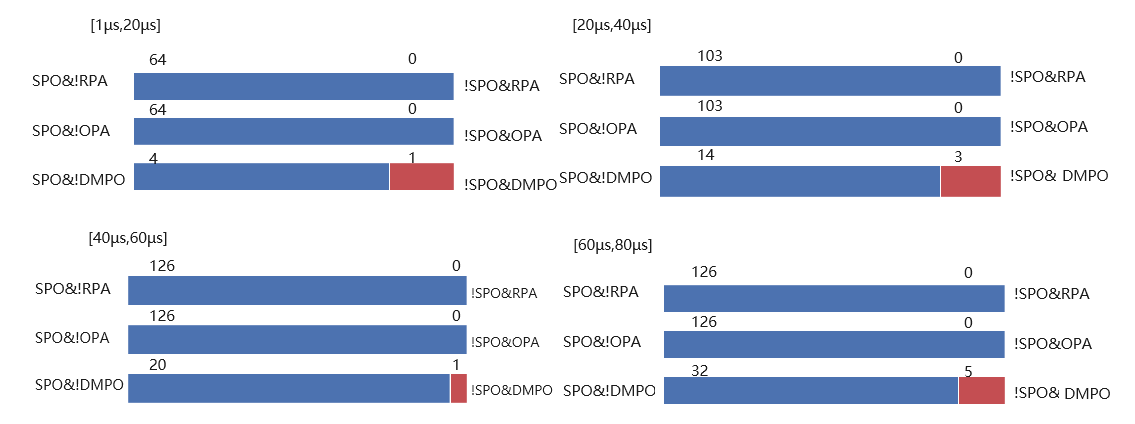 [1μs,20μs]
64 0
SPO&!RPA !SPO&RPA
64 0
SPO&!OPA !SPO&OPA
4 1
SPO&!DMPO !SPO&DMPO
[20μs,40μs]
103 0
SPO&!RPA !SPO&RPA
103 0
SPO&!OPA !SPO&OPA
14 3
SPO&!DMPO !SPO& DMPO
[40μs,60μs]
126 0
SPO&!RPA !SPO&RPA
126 0
SPO&!OPA !SPO&OPA
20 1
SPO&!DMPO !SPO&DMPO
[60μs,80μs]
126 0
SPO&!RPA !SPO&RPA
126 0
SPO&!OPA !SPO&OPA
32 5
SPO&!DMPO !SPO& DMPO